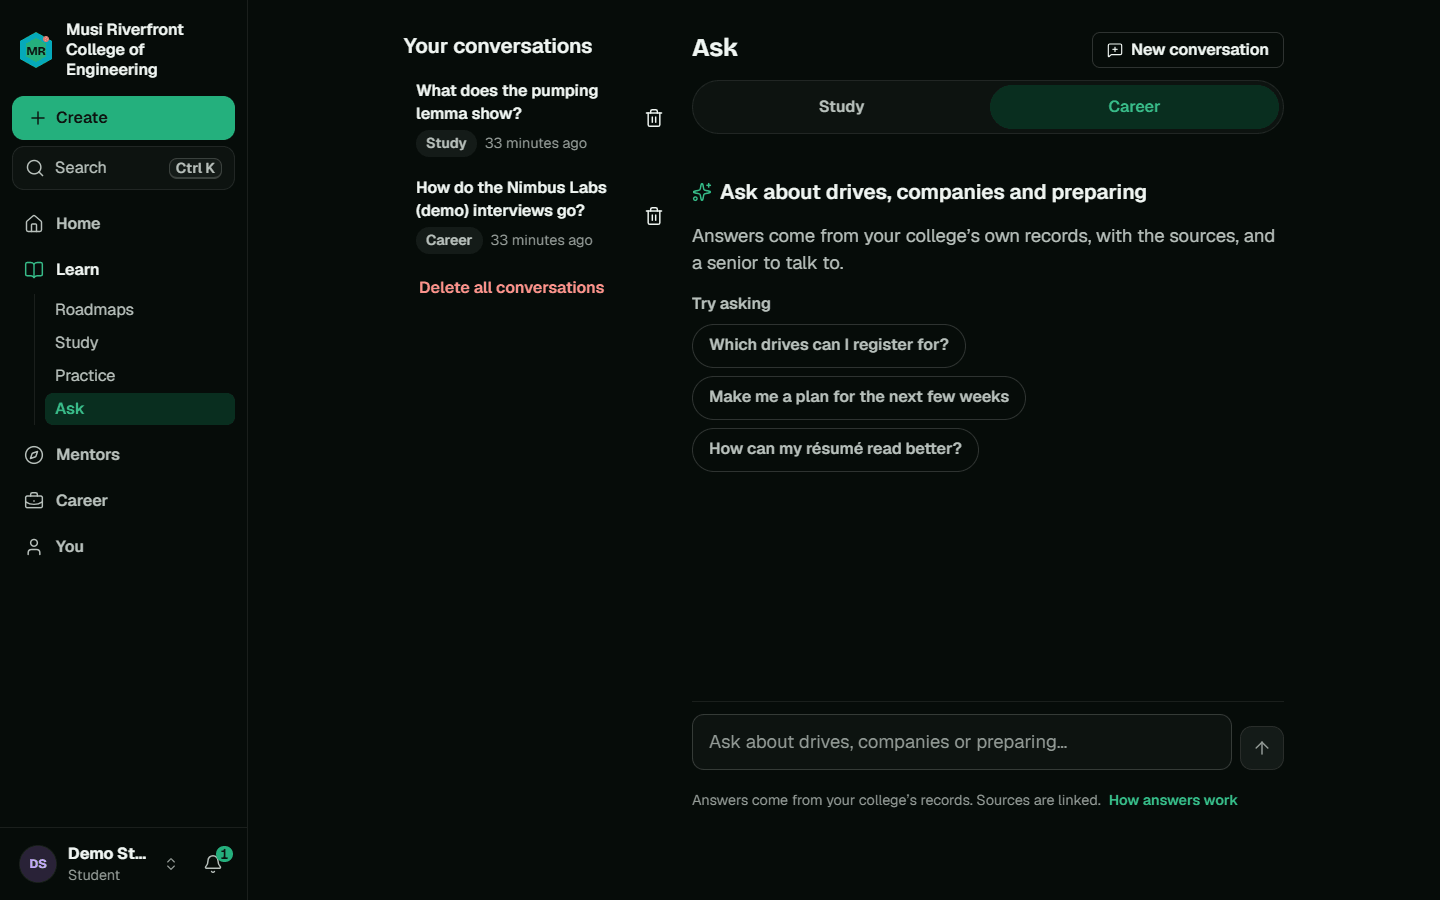 MR
Musi Riverfront
College of
Engineering
Create
Search
Ctrl K
Home
Learn
Roadmaps
Study
Practice
Ask
Mentors
Career
You
DS
Demo St...
Student
1
Your conversations
What does the pumping
lemma show?
Study
33 minutes ago
How do the Nimbus Labs
(demo) interviews go?
Career
33 minutes ago
Delete all conversations
Ask
New conversation
Study
Career
Ask about drives, companies and preparing
Answers come from your college’s own records, with the sources, and
a senior to talk to.
Try asking
Which drives can I register for?
Make me a plan for the next few weeks
How can my résumé read better?
Ask about drives, companies or preparing...
Answers come from your college’s records. Sources are linked. How answers work